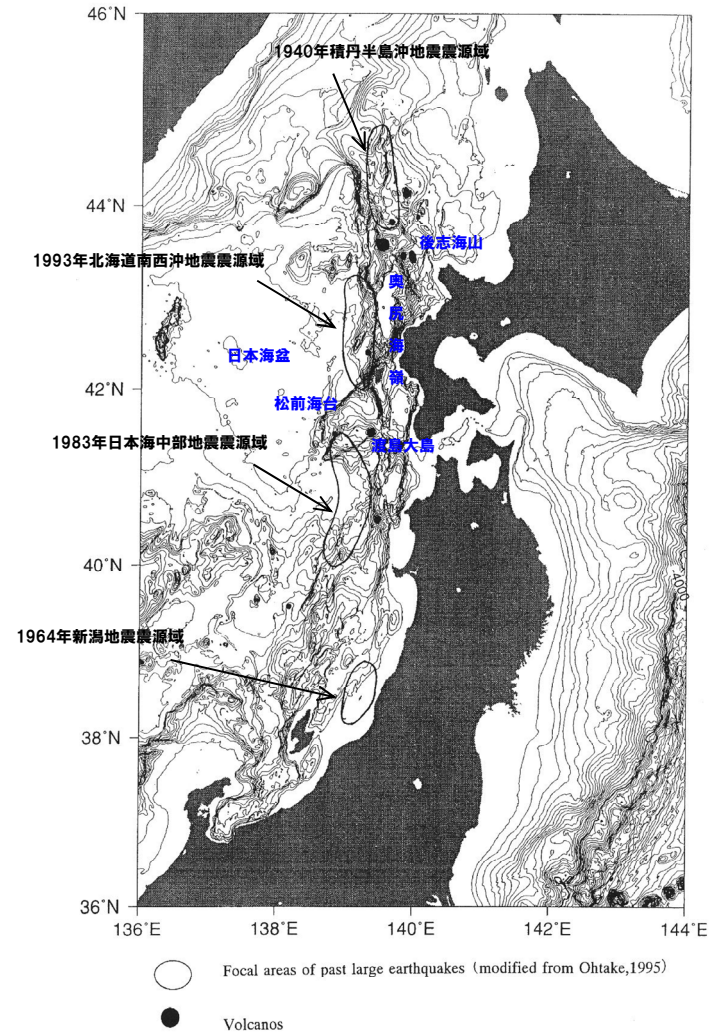 46°N
1940年積丹半島沖地震震源域
44°N
後志海山
1993年北海道南西沖地震震源域
奥尻海嶺
日本海盆
42°N
松前海台
1983年日本海中部地震震源域
渡島大島
40°N
4000
1964年新潟地震震源域
38°N
36°N
136°E
138°E
140°E
142°E
144°E
Focal areas of past large earthquakes (modified from Ohtake,1995)
Volcanos